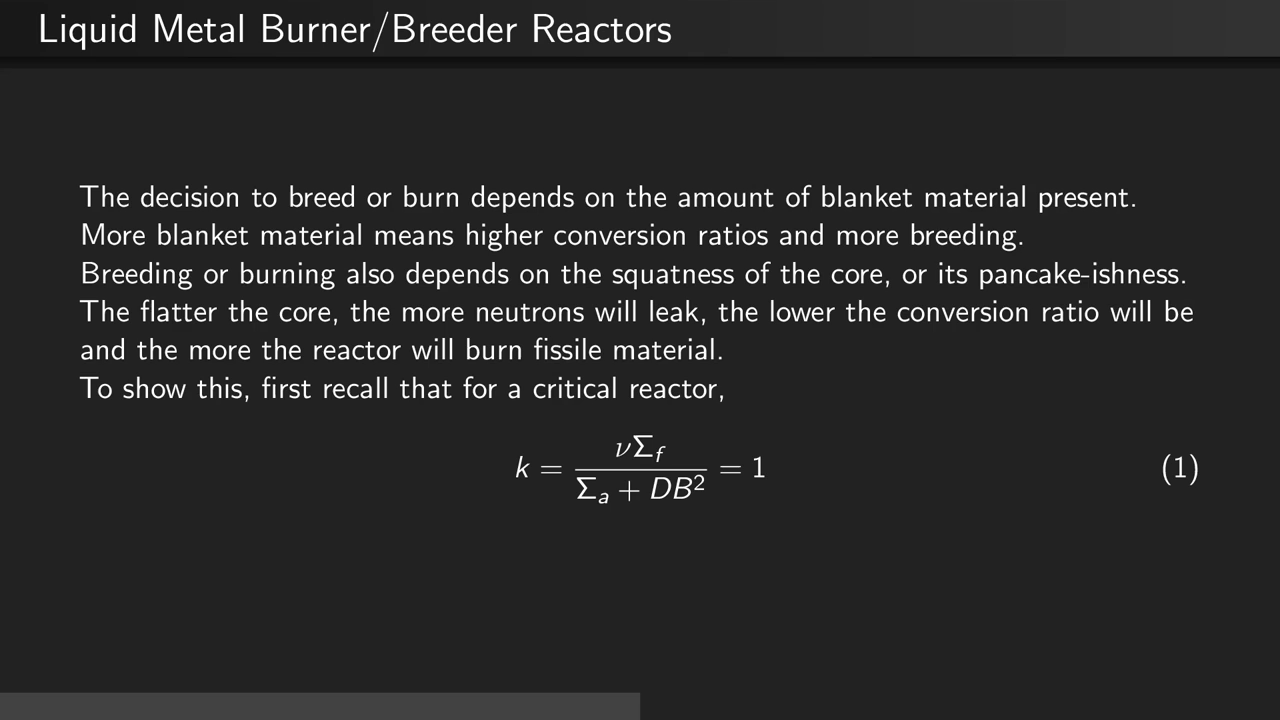 Liquid Metal Burner/Breeder Reactors
The decision to breed or burn depends on the amount of blanket material present.
More blanket material means higher conversion ratios and more breeding.
Breeding or burning also depends on the squatness of the core, or its pancake-ishness.
The flatter the core, the more neutrons will leak, the lower the conversion ratio will be
and the more the reactor will burn fissile material.
To show this, first recall that for a critical reactor,
k = νΣ_f / (Σ_a + DB²) = 1 (1)